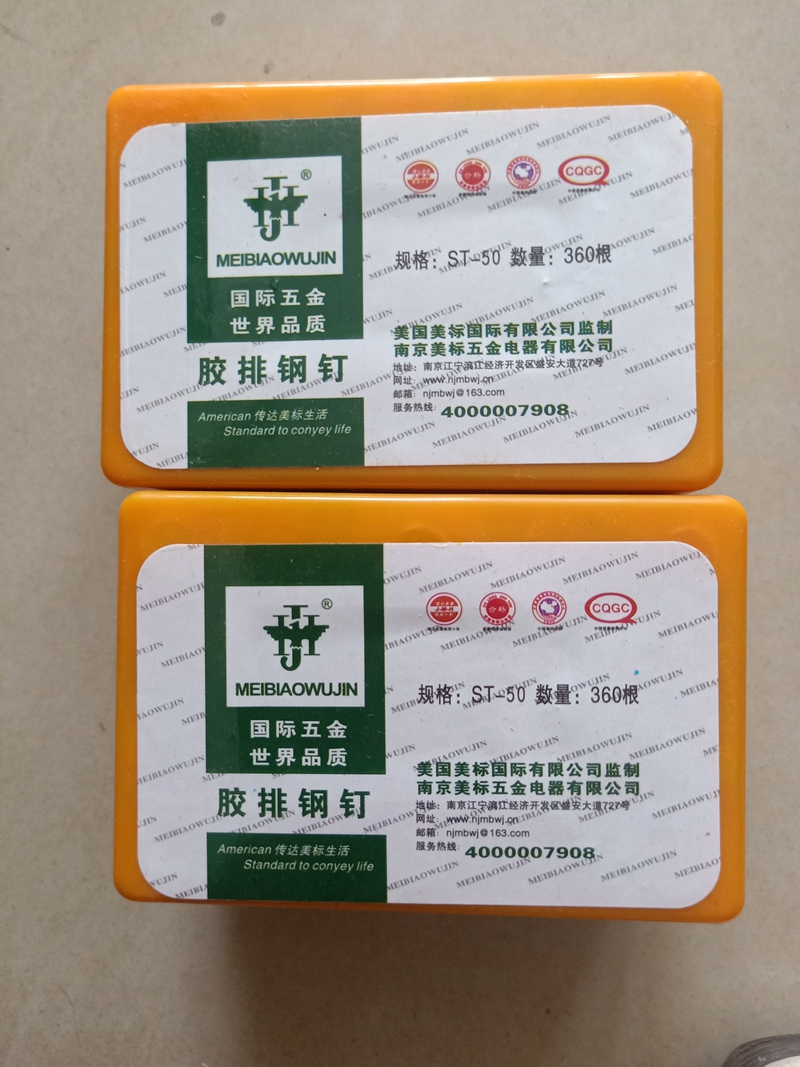 ®
MEIBIAOWUJIN
国际五金
世界品质
胶排钢钉
American 传达美标生活
Standard to conyey life
CQGC
规格：ST-50 数量：360根
美国美标国际有限公司监制
南京美标五金电器有限公司
地址：南京江宁滨江经济开发区盛安大道727号
网址：www.njmbwj.cn
邮箱：njmbwj@163.com
服务热线：4000007908
®
MEIBIAOWUJIN
国际五金
世界品质
胶排钢钉
American 传达美标生活
Standard to conyey life
合格
CQGC
规格：ST-50 数量：360根
美国美标国际有限公司监制
南京美标五金电器有限公司
地址：南京江宁滨江经济开发区盛安大道727号
网址：www.njmbwj.cn
邮箱：njmbwj@163.com
服务热线：4000007908